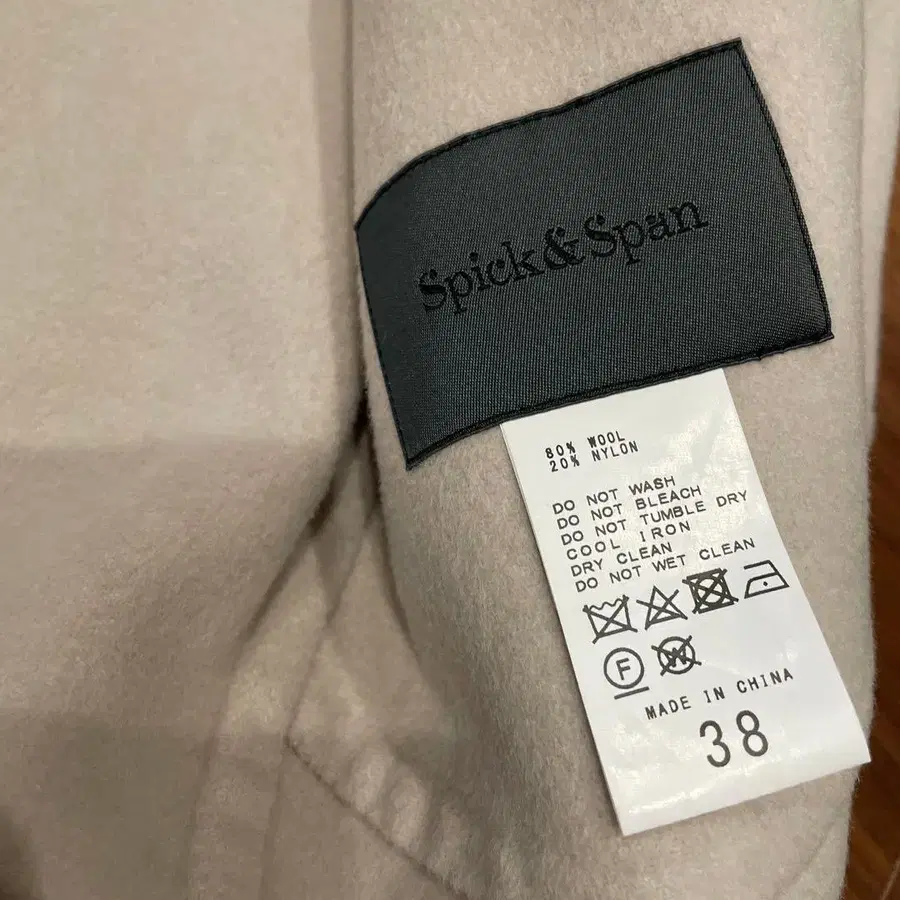 Spick&Span
80% WOOL
20% NYLON
DO NOT WASH
DO NOT BLEACH
DO NOT TUMBLE DRY
COOL IRON
DRY CLEAN
DO NOT WET CLEAN
F W
MADE IN CHINA
38